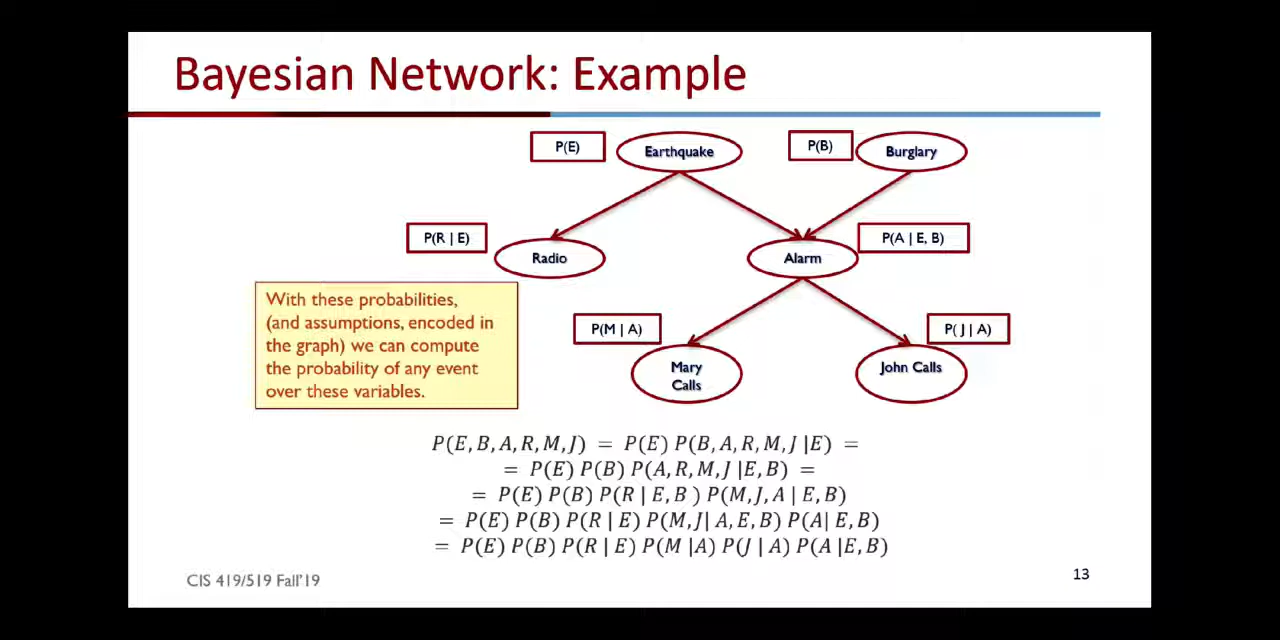 Bayesian Network: Example
P(E)
Earthquake
P(B)
Burglary
P(R | E)
Radio
Alarm
P(A | E, B)
With these probabilities,
(and assumptions, encoded in
the graph) we can compute
the probability of any event
over these variables.
P(M | A)
Mary
Calls
P( J | A)
John Calls
P(E, B, A, R, M, J) = P(E) P(B, A, R, M, J |E) =
= P(E) P(B) P(A, R, M, J |E, B) =
= P(E) P(B) P(R | E, B ) P(M, J, A | E, B)
= P(E) P(B) P(R | E) P(M, J| A, E, B) P(A| E, B)
= P(E) P(B) P(R | E) P(M |A) P(J | A) P(A |E, B)
CIS 419/519 Fall'19
13